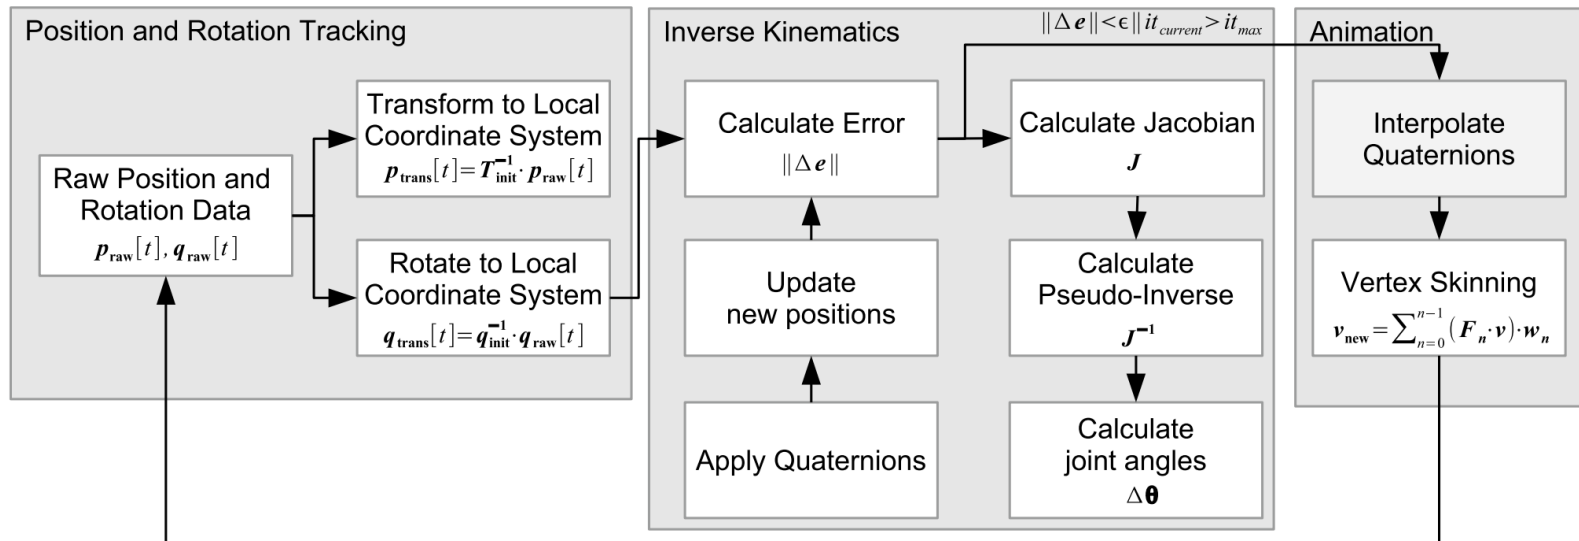 Position and Rotation Tracking
Raw Position and
Rotation Data
p_raw[t], q_raw[t]
Transform to Local
Coordinate System
p_trans[t]=T_init^-1·p_raw[t]
Rotate to Local
Coordinate System
q_trans[t]=q_init^-1·q_raw[t]
Inverse Kinematics
||Δe||<ϵ||it_current>it_max
Calculate Error
||Δe||
Update
new positions
Apply Quaternions
Calculate Jacobian
J
Calculate
Pseudo-Inverse
J^-1
Calculate
joint angles
Δθ
Animation
Interpolate
Quaternions
Vertex Skinning
v_new=∑_{n=0}^{n-1}(F_n·v)·w_n